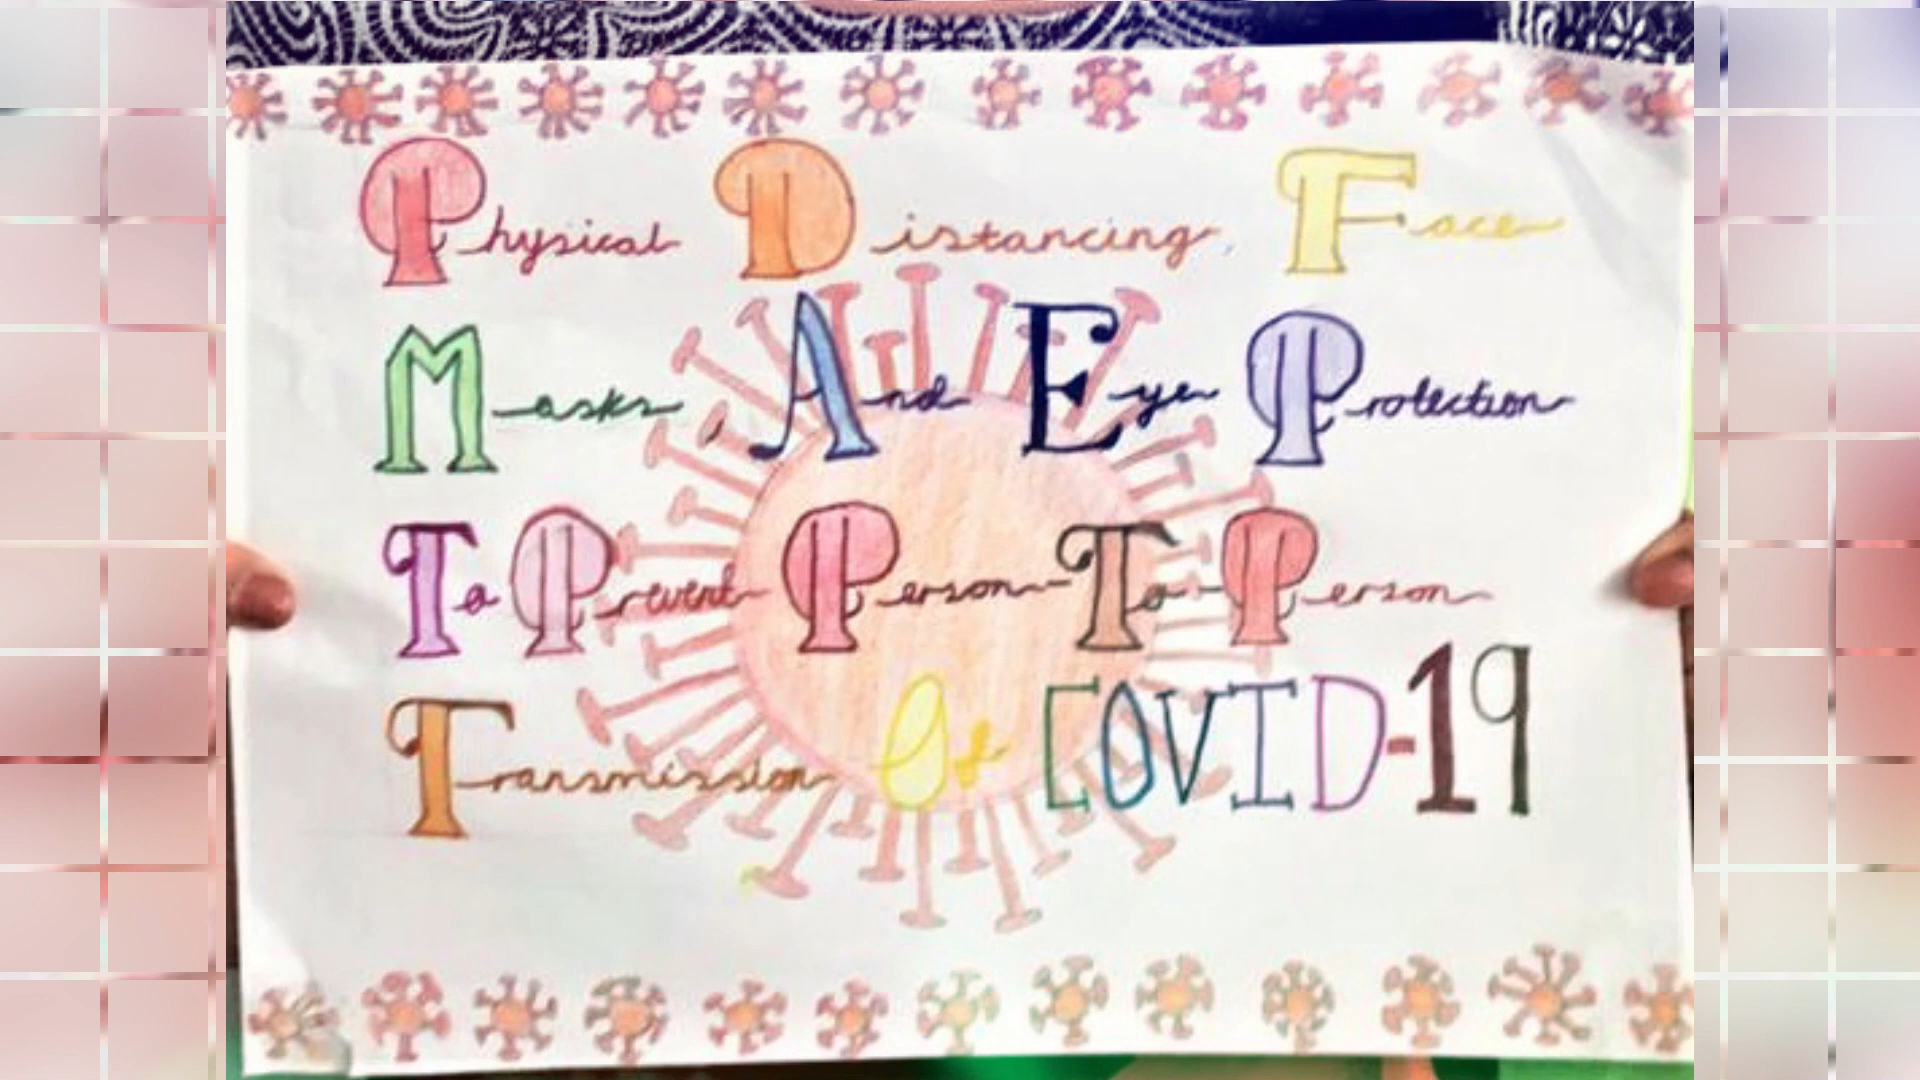 Physical Distancing, Face
Masks, And Eye Protection
To Prevent Person-To-Person
Transmission Of COVID-19